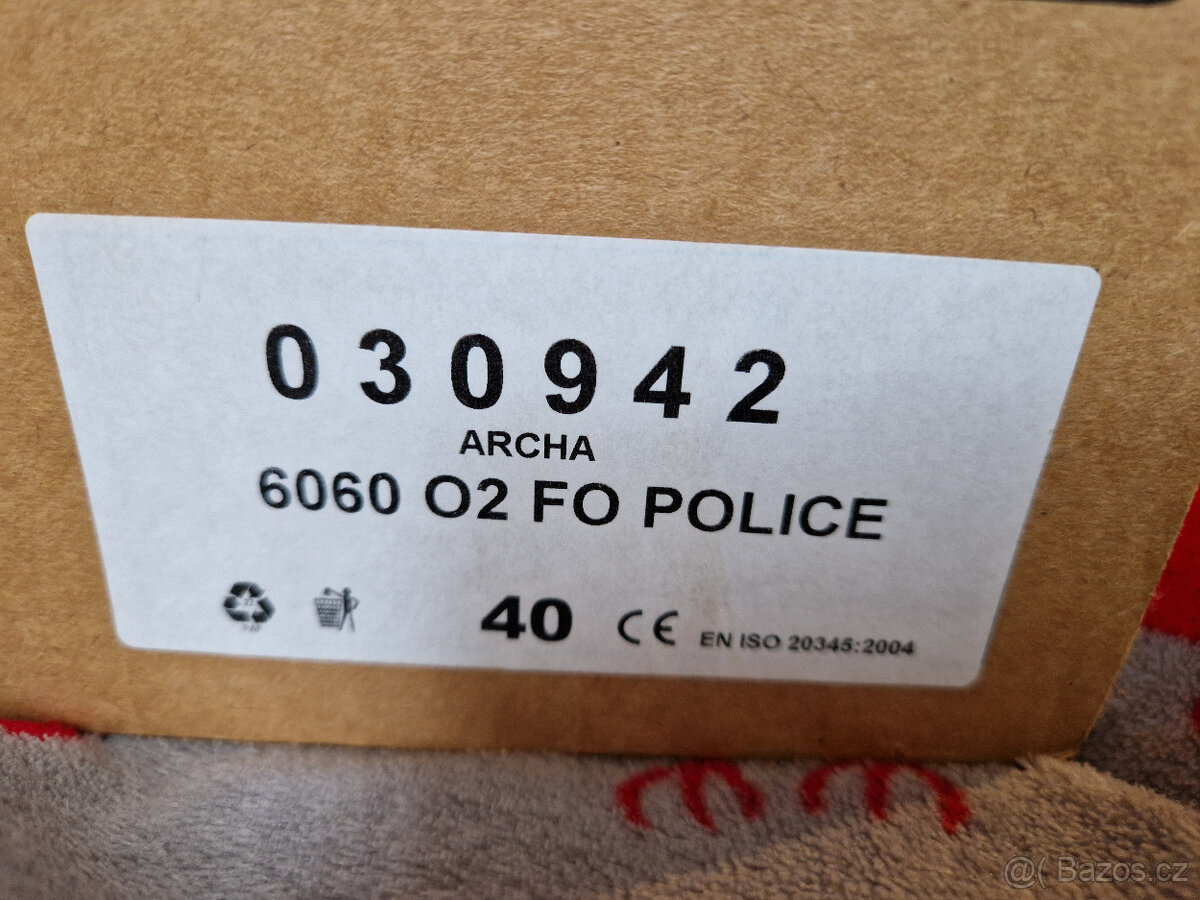 030942
ARCHA
6060 O2 FO POLICE
40 CE EN ISO 20345:2004
@( Bazos.cz